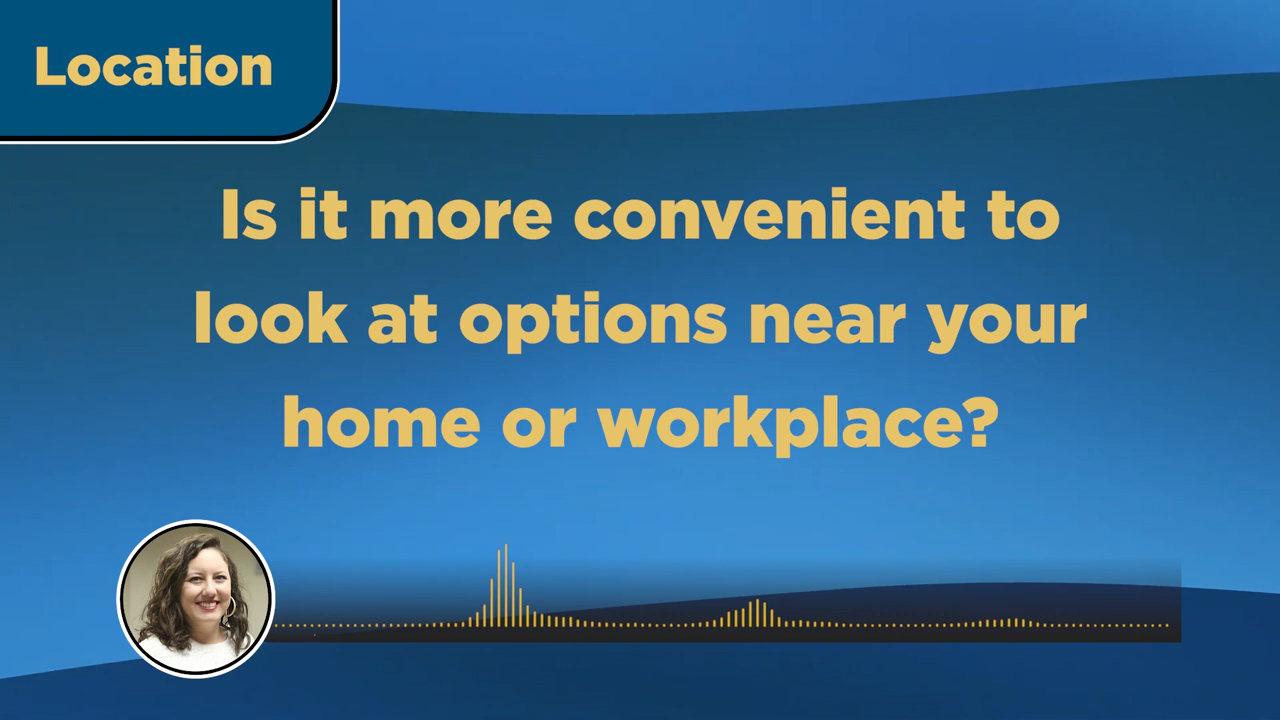 Location
Is it more convenient to
look at options near your
home or workplace?